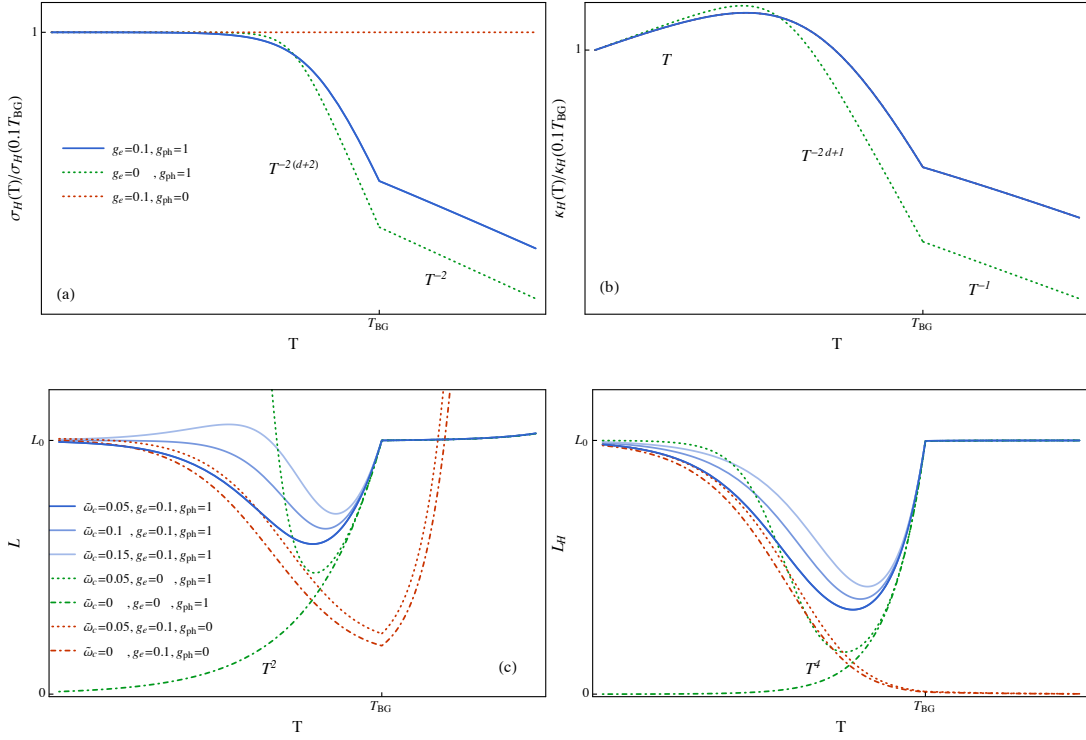 1
σ_H(T)/σ_H(0.1T_BG)
g_e=0.1, g_ph=1
g_e=0 , g_ph=1
g_e=0.1, g_ph=0
T^{-2(d+2)}
T^{-2}
(a)
T_BG
T
1
κ_H(T)/κ_H(0.1T_BG)
T
T^{-2d+1}
T^{-1}
(b)
T_BG
T
L_0
L
ω̃_c=0.05, g_e=0.1, g_ph=1
ω̃_c=0.1 , g_e=0.1, g_ph=1
ω̃_c=0.15, g_e=0.1, g_ph=1
ω̃_c=0.05, g_e=0 , g_ph=1
ω̃_c=0 , g_e=0 , g_ph=1
ω̃_c=0.05, g_e=0.1, g_ph=0
ω̃_c=0 , g_e=0.1, g_ph=0
T^2
(c)
0
T_BG
T
L_0
L_H
T^4
0
T_BG
T